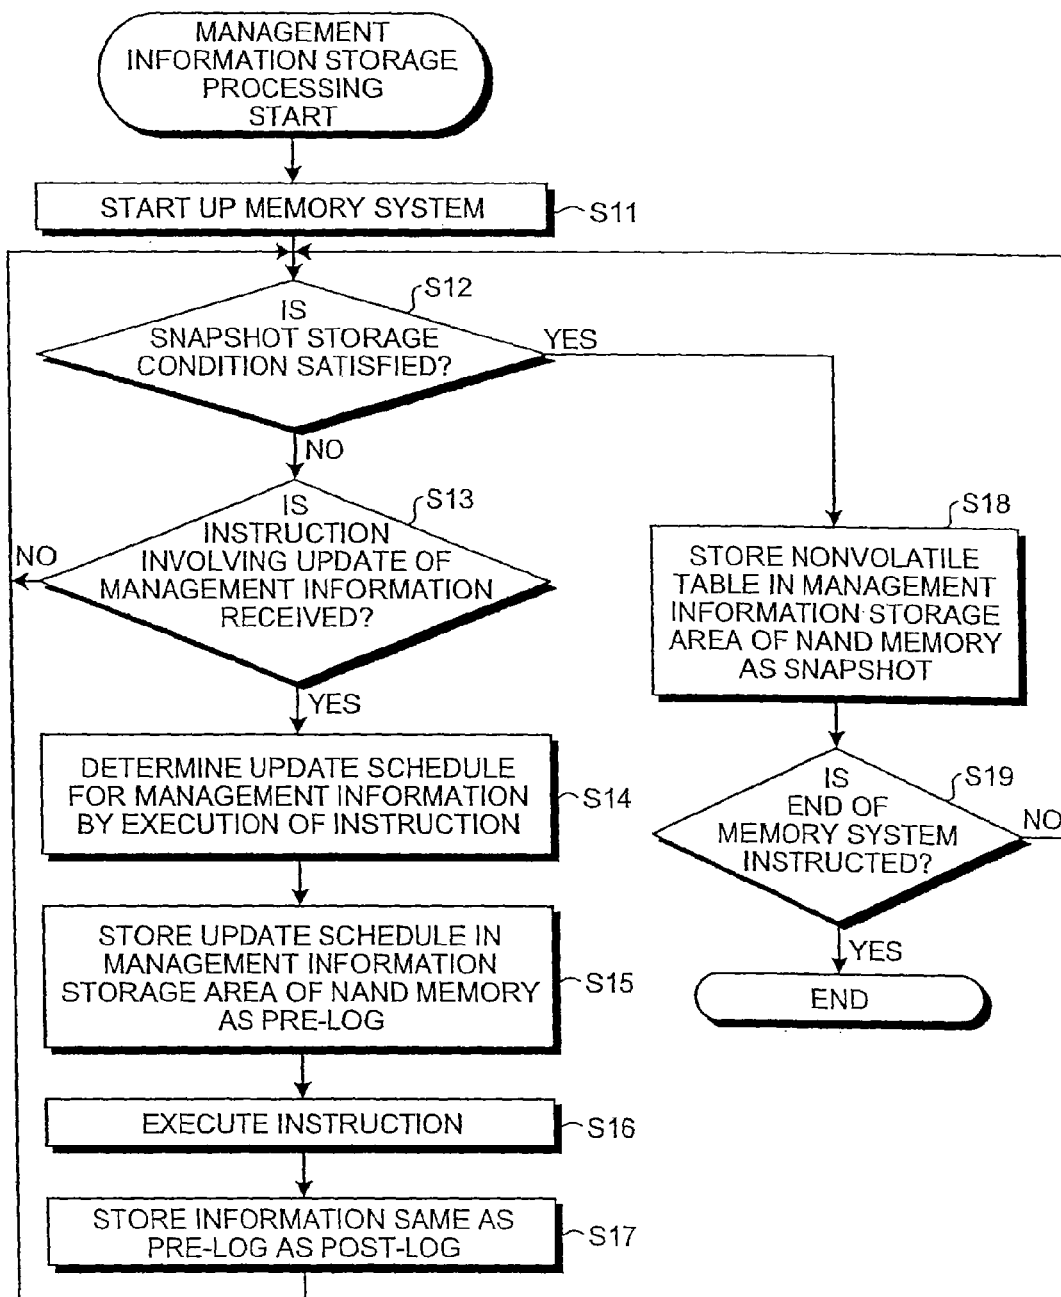 MANAGEMENT
INFORMATION STORAGE
PROCESSING
START
START UP MEMORY SYSTEM
S11
S12
IS
SNAPSHOT STORAGE
CONDITION SATISFIED?
YES
NO
S13
IS
INSTRUCTION
INVOLVING UPDATE OF
MANAGEMENT INFORMATION
RECEIVED?
NO
YES
DETERMINE UPDATE SCHEDULE
FOR MANAGEMENT INFORMATION
BY EXECUTION OF INSTRUCTION
S14
STORE UPDATE SCHEDULE IN
MANAGEMENT INFORMATION
STORAGE AREA OF NAND MEMORY
AS PRE-LOG
S15
EXECUTE INSTRUCTION
S16
STORE INFORMATION SAME AS
PRE-LOG AS POST-LOG
S17
S18
STORE NONVOLATILE
TABLE IN MANAGEMENT
INFORMATION STORAGE
AREA OF NAND MEMORY
AS SNAPSHOT
S19
IS
END OF
MEMORY SYSTEM
INSTRUCTED?
NO
YES
END